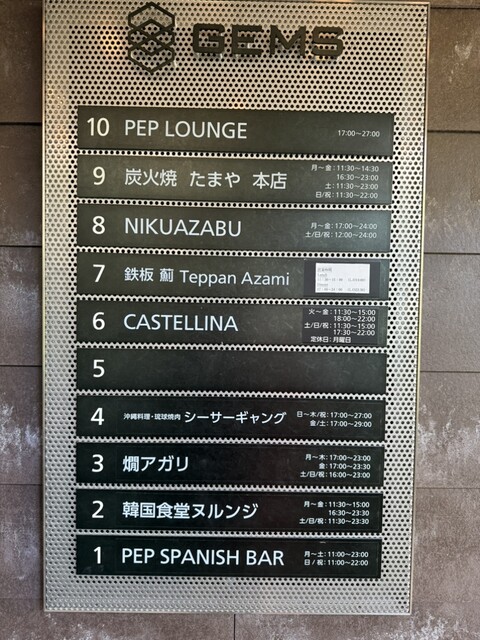 GEMS
10 PEP LOUNGE 17:00～27:00
9 炭火焼 たまや 本店 月～金：11:30～14:30
16:30～23:00
土：11:30～23:00
日/祝：11:30～22:00
8 NIKUAZABU 月～金：17:00～24:00
土/日/祝：12:00～24:00
7 鉄板 薊 Teppan Azami
6 CASTELLINA 火～金：11:30～15:00
18:00～22:00
土/日/祝：11:30～15:00
17:30～22:00
定休日：月曜日
5
4 沖縄料理・琉球焼肉 シーサーギャング 日～木/祝：17:00～27:00
金/土：17:00～29:00
3 燗アガリ 月～木：17:00～23:00
金：17:00～23:30
土/日/祝：16:00～23:00
2 韓国食堂ヌルンジ 月～金：11:30～15:00
16:30～23:30
土/日/祝：11:30～23:30
1 PEP SPANISH BAR 月～土：11:00～23:00
日/祝：11:00～22:00